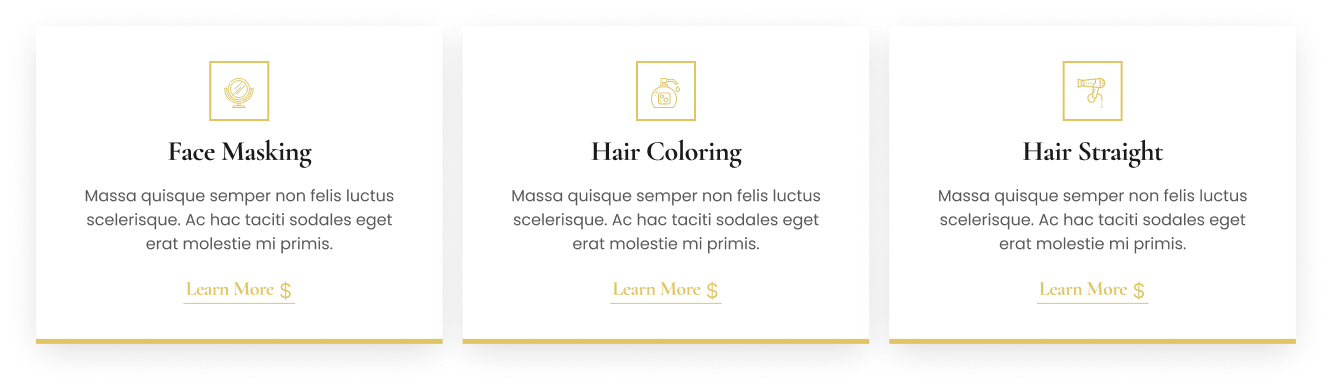 Face Masking
Massa quisque semper non felis luctus
scelerisque. Ac hac taciti sodales eget
erat molestie mi primis.
Learn More $
Hair Coloring
Massa quisque semper non felis luctus
scelerisque. Ac hac taciti sodales eget
erat molestie mi primis.
Learn More $
Hair Straight
Massa quisque semper non felis luctus
scelerisque. Ac hac taciti sodales eget
erat molestie mi primis.
Learn More $